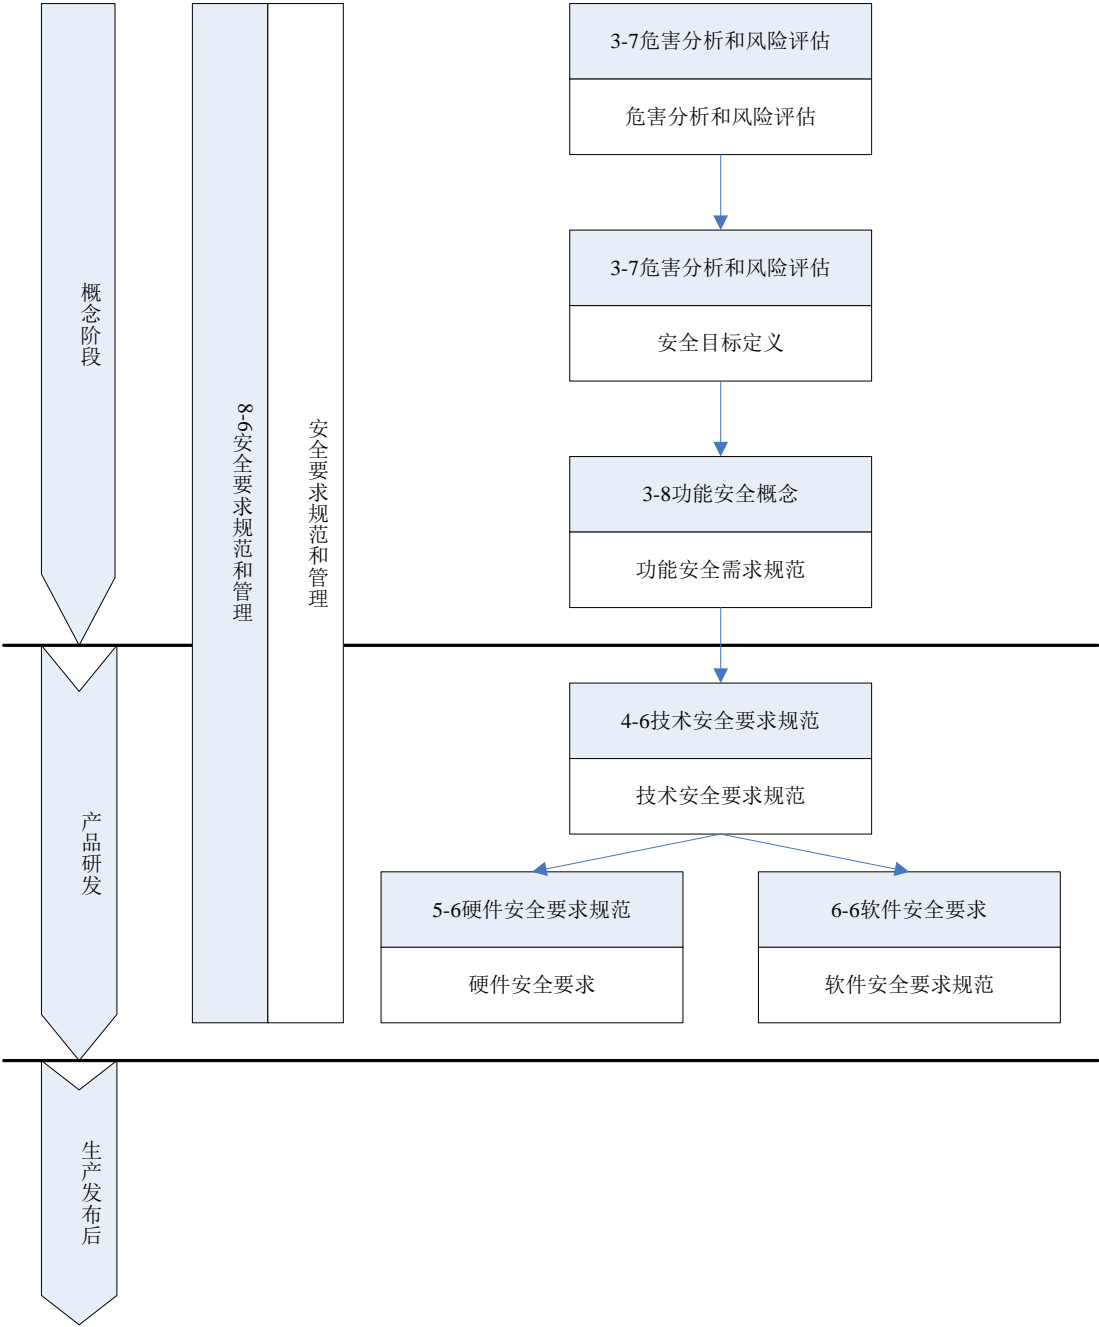 概念阶段
8-6安全要求规范和管理
安全要求规范和管理
3-7危害分析和风险评估
危害分析和风险评估
3-7危害分析和风险评估
安全目标定义
3-8功能安全概念
功能安全需求规范
产品研发
4-6技术安全要求规范
技术安全要求规范
5-6硬件安全要求规范
硬件安全要求
6-6软件安全要求
软件安全要求规范
生产发布后